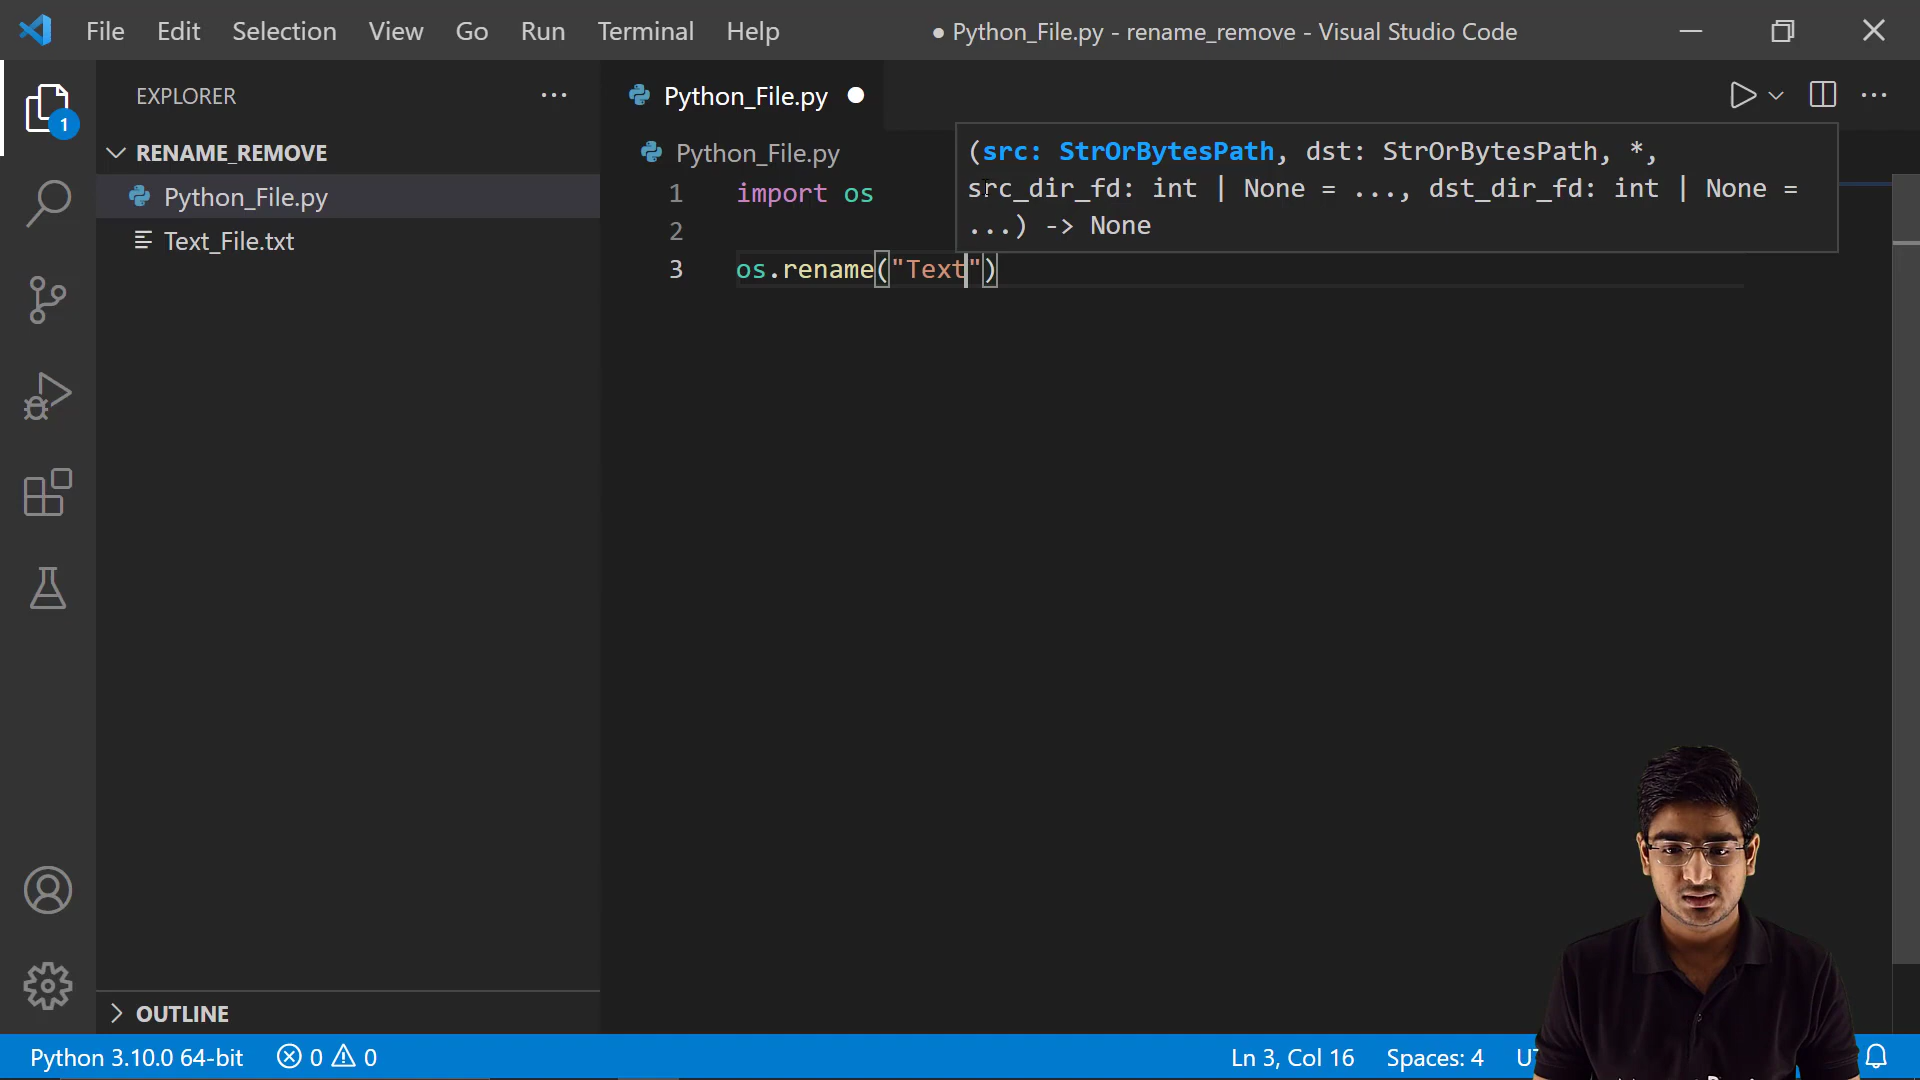 File Edit Selection View Go Run Terminal Help
● Python_File.py - rename_remove - Visual Studio Code
EXPLORER
1
RENAME_REMOVE
Python_File.py
Text_File.txt
OUTLINE
Python_File.py
Python_File.py
(src: StrOrBytesPath, dst: StrOrBytesPath, *,
src_dir_fd: int | None = ..., dst_dir_fd: int | None =
...) -> None
1 import os
2
3 os.rename("Text")
Python 3.10.0 64-bit 0 0 Ln 3, Col 16 Spaces: 4